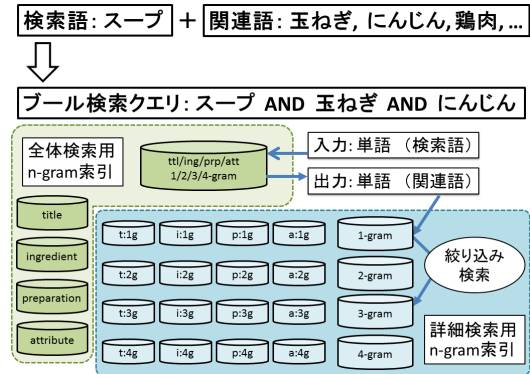 検索語: スープ + 関連語: 玉ねぎ, にんじん, 鶏肉, ...
ブール検索クエリ: スープ AND 玉ねぎ AND にんじん
全体検索用
n-gram索引
ttl/ing/prp/att
1/2/3/4-gram
入力: 単語 (検索語)
出力: 単語 (関連語)
title
ingredient
preparation
attribute
t:1g i:1g p:1g a:1g 1-gram
t:2g i:2g p:2g a:2g 2-gram
t:3g i:3g p:3g a:3g 3-gram
t:4g i:4g p:4g a:4g 4-gram
絞り込み
検索
詳細検索用
n-gram索引